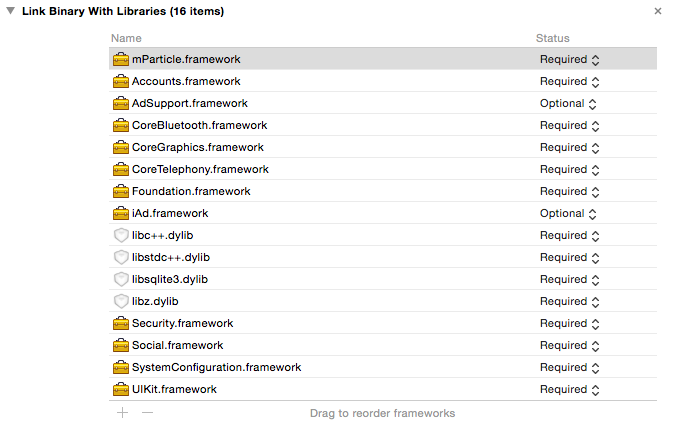 Link Binary With Libraries (16 items)
Name Status
mParticle.framework Required
Accounts.framework Required
AdSupport.framework Optional
CoreBluetooth.framework Required
CoreGraphics.framework Required
CoreTelephony.framework Required
Foundation.framework Required
iAd.framework Optional
libc++.dylib Required
libstdc++.dylib Required
libsqlite3.dylib Required
libz.dylib Required
Security.framework Required
Social.framework Required
SystemConfiguration.framework Required
UIKit.framework Required
Drag to reorder frameworks